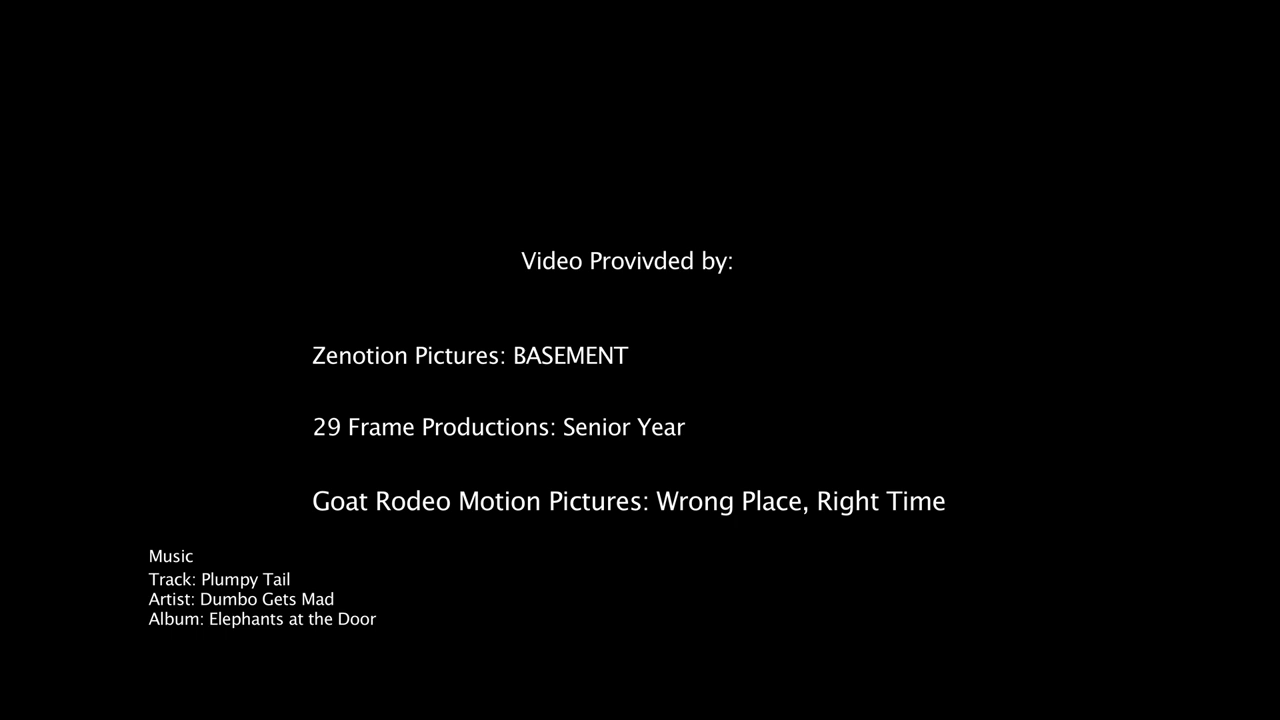 Video Provivded by:
Zenotion Pictures: BASEMENT
29 Frame Productions: Senior Year
Goat Rodeo Motion Pictures: Wrong Place, Right Time
Music
Track: Plumpy Tail
Artist: Dumbo Gets Mad
Album: Elephants at the Door